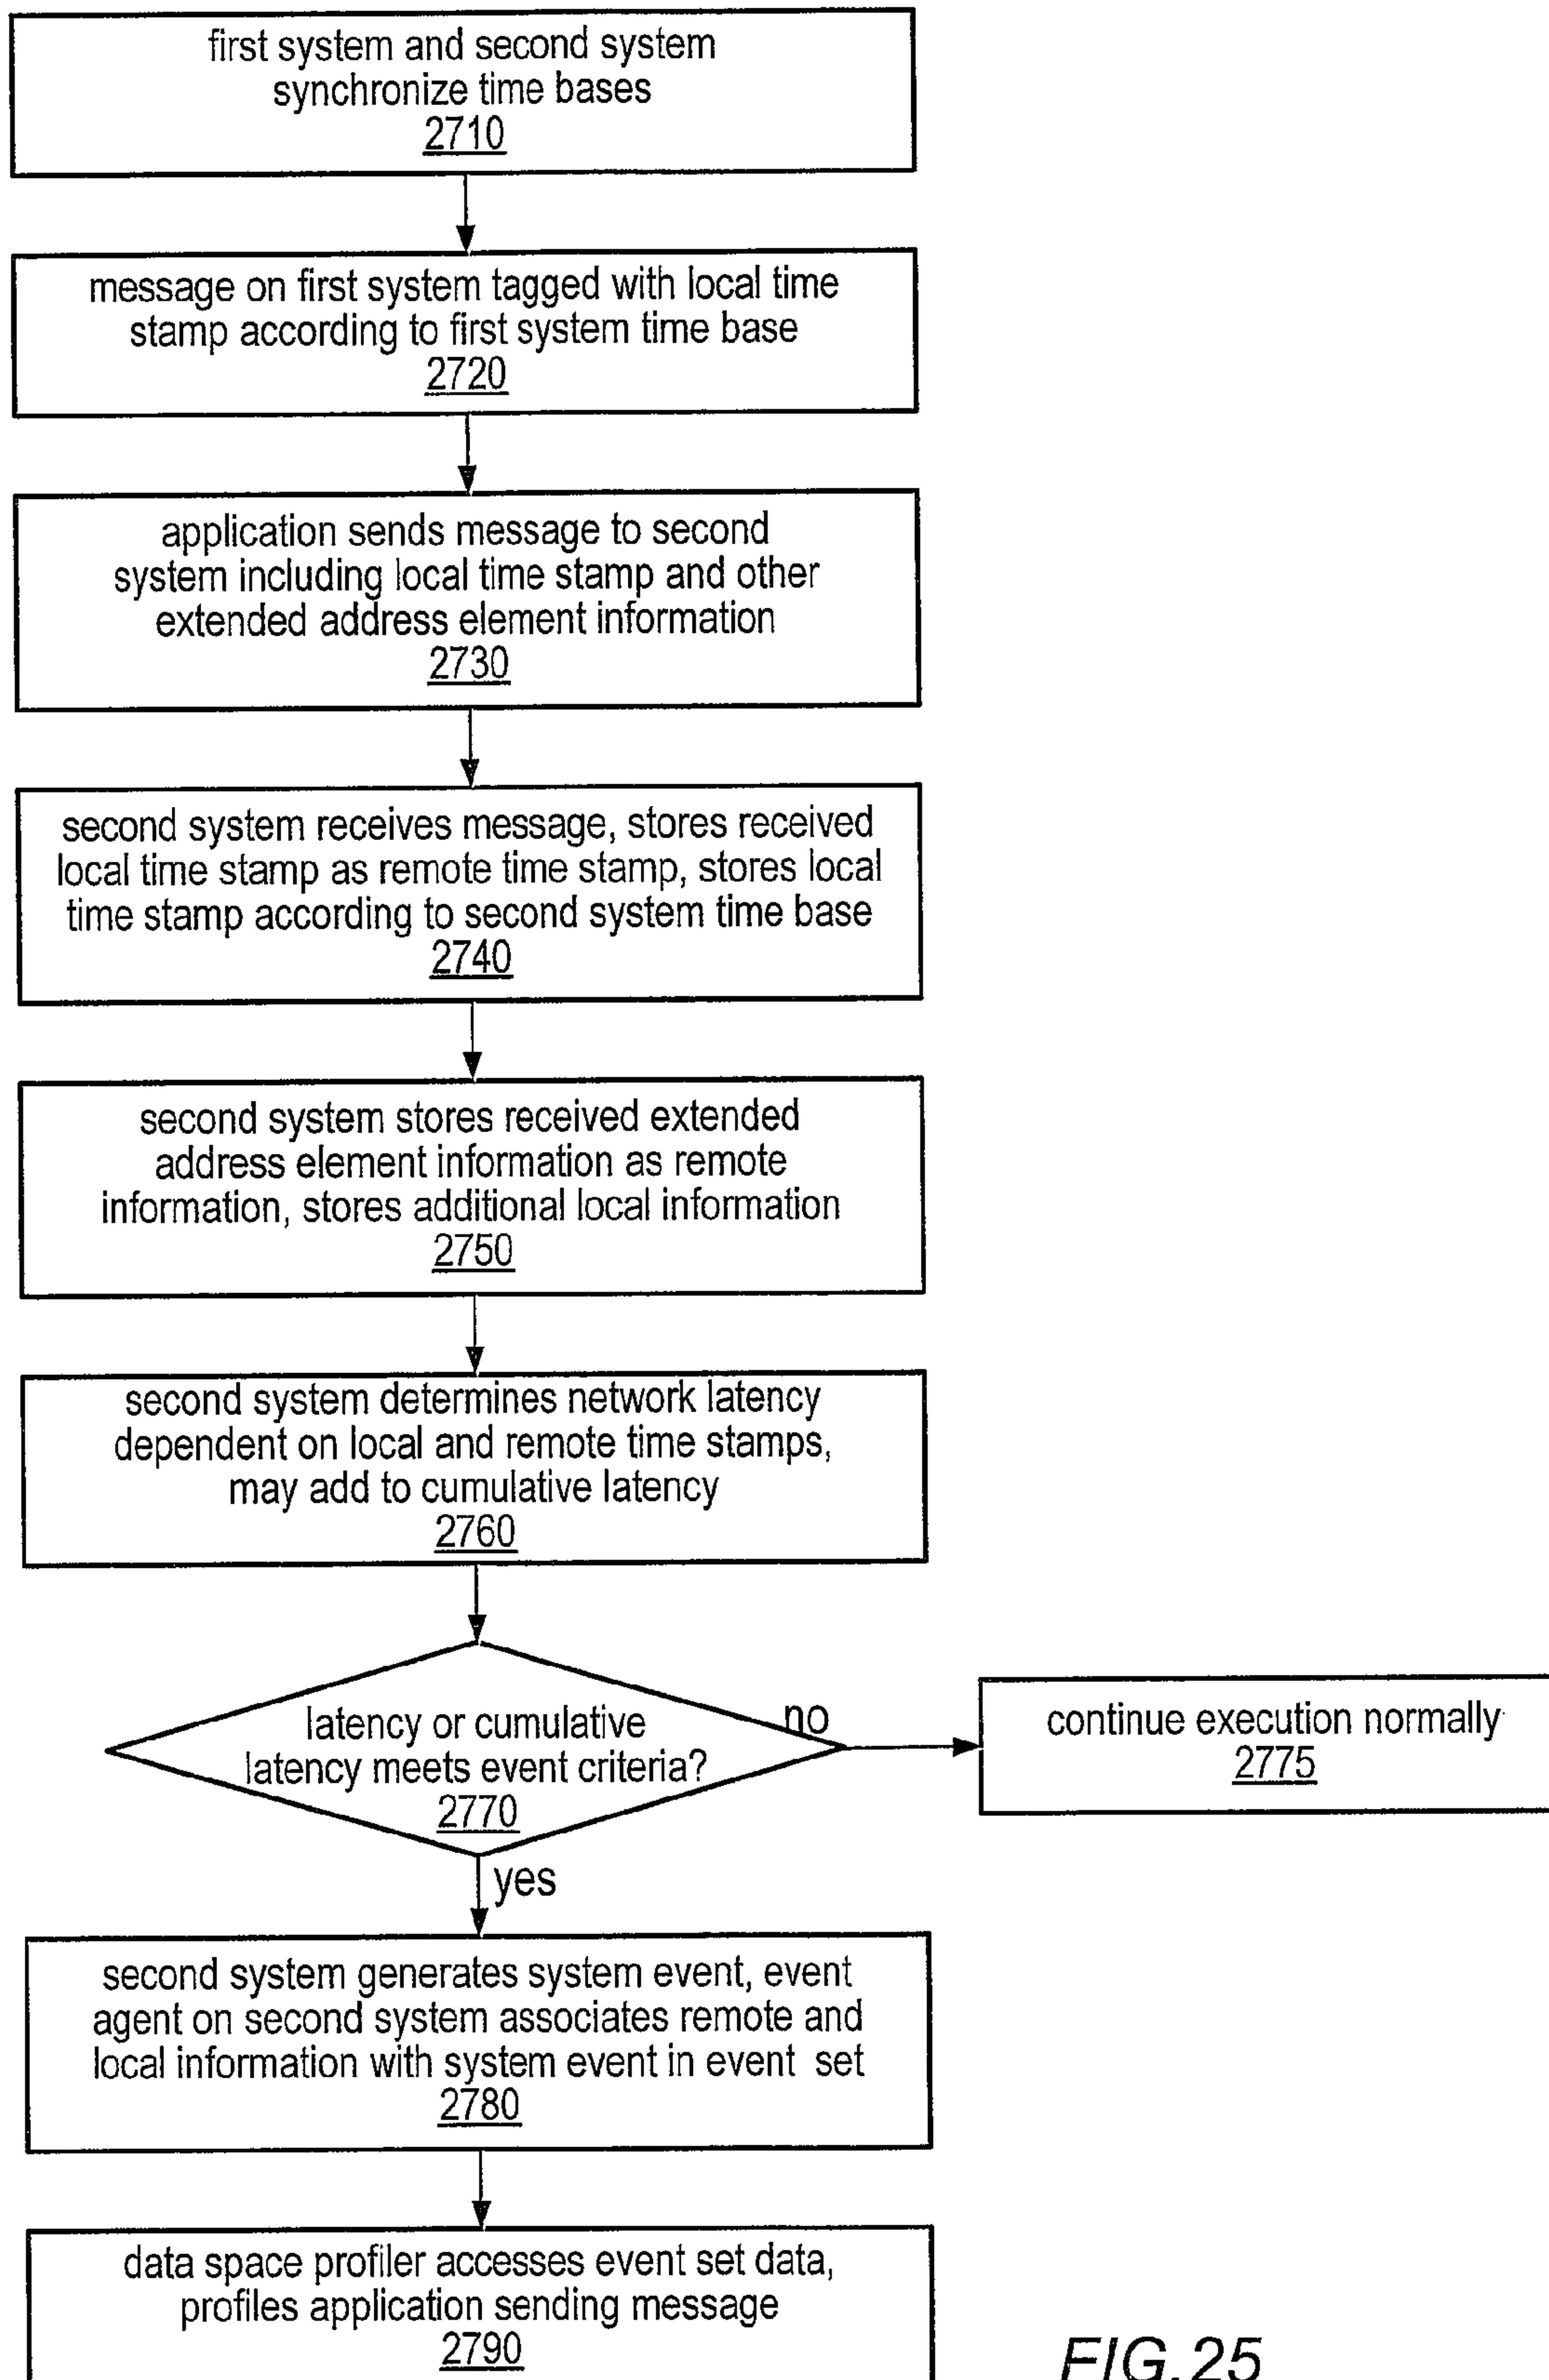 first system and second system
synchronize time bases
2710
message on first system tagged with local time
stamp according to first system time base
2720
application sends message to second
system including local time stamp and other
extended address element information
2730
second system receives message, stores received
local time stamp as remote time stamp, stores local
time stamp according to second system time base
2740
second system stores received extended
address element information as remote
information, stores additional local information
2750
second system determines network latency
dependent on local and remote time stamps,
may add to cumulative latency
2760
latency or cumulative
latency meets event criteria?
2770
no
continue execution normally
2775
yes
second system generates system event, event
agent on second system associates remote and
local information with system event in event set
2780
data space profiler accesses event set data,
profiles application sending message
2790
FIG.25